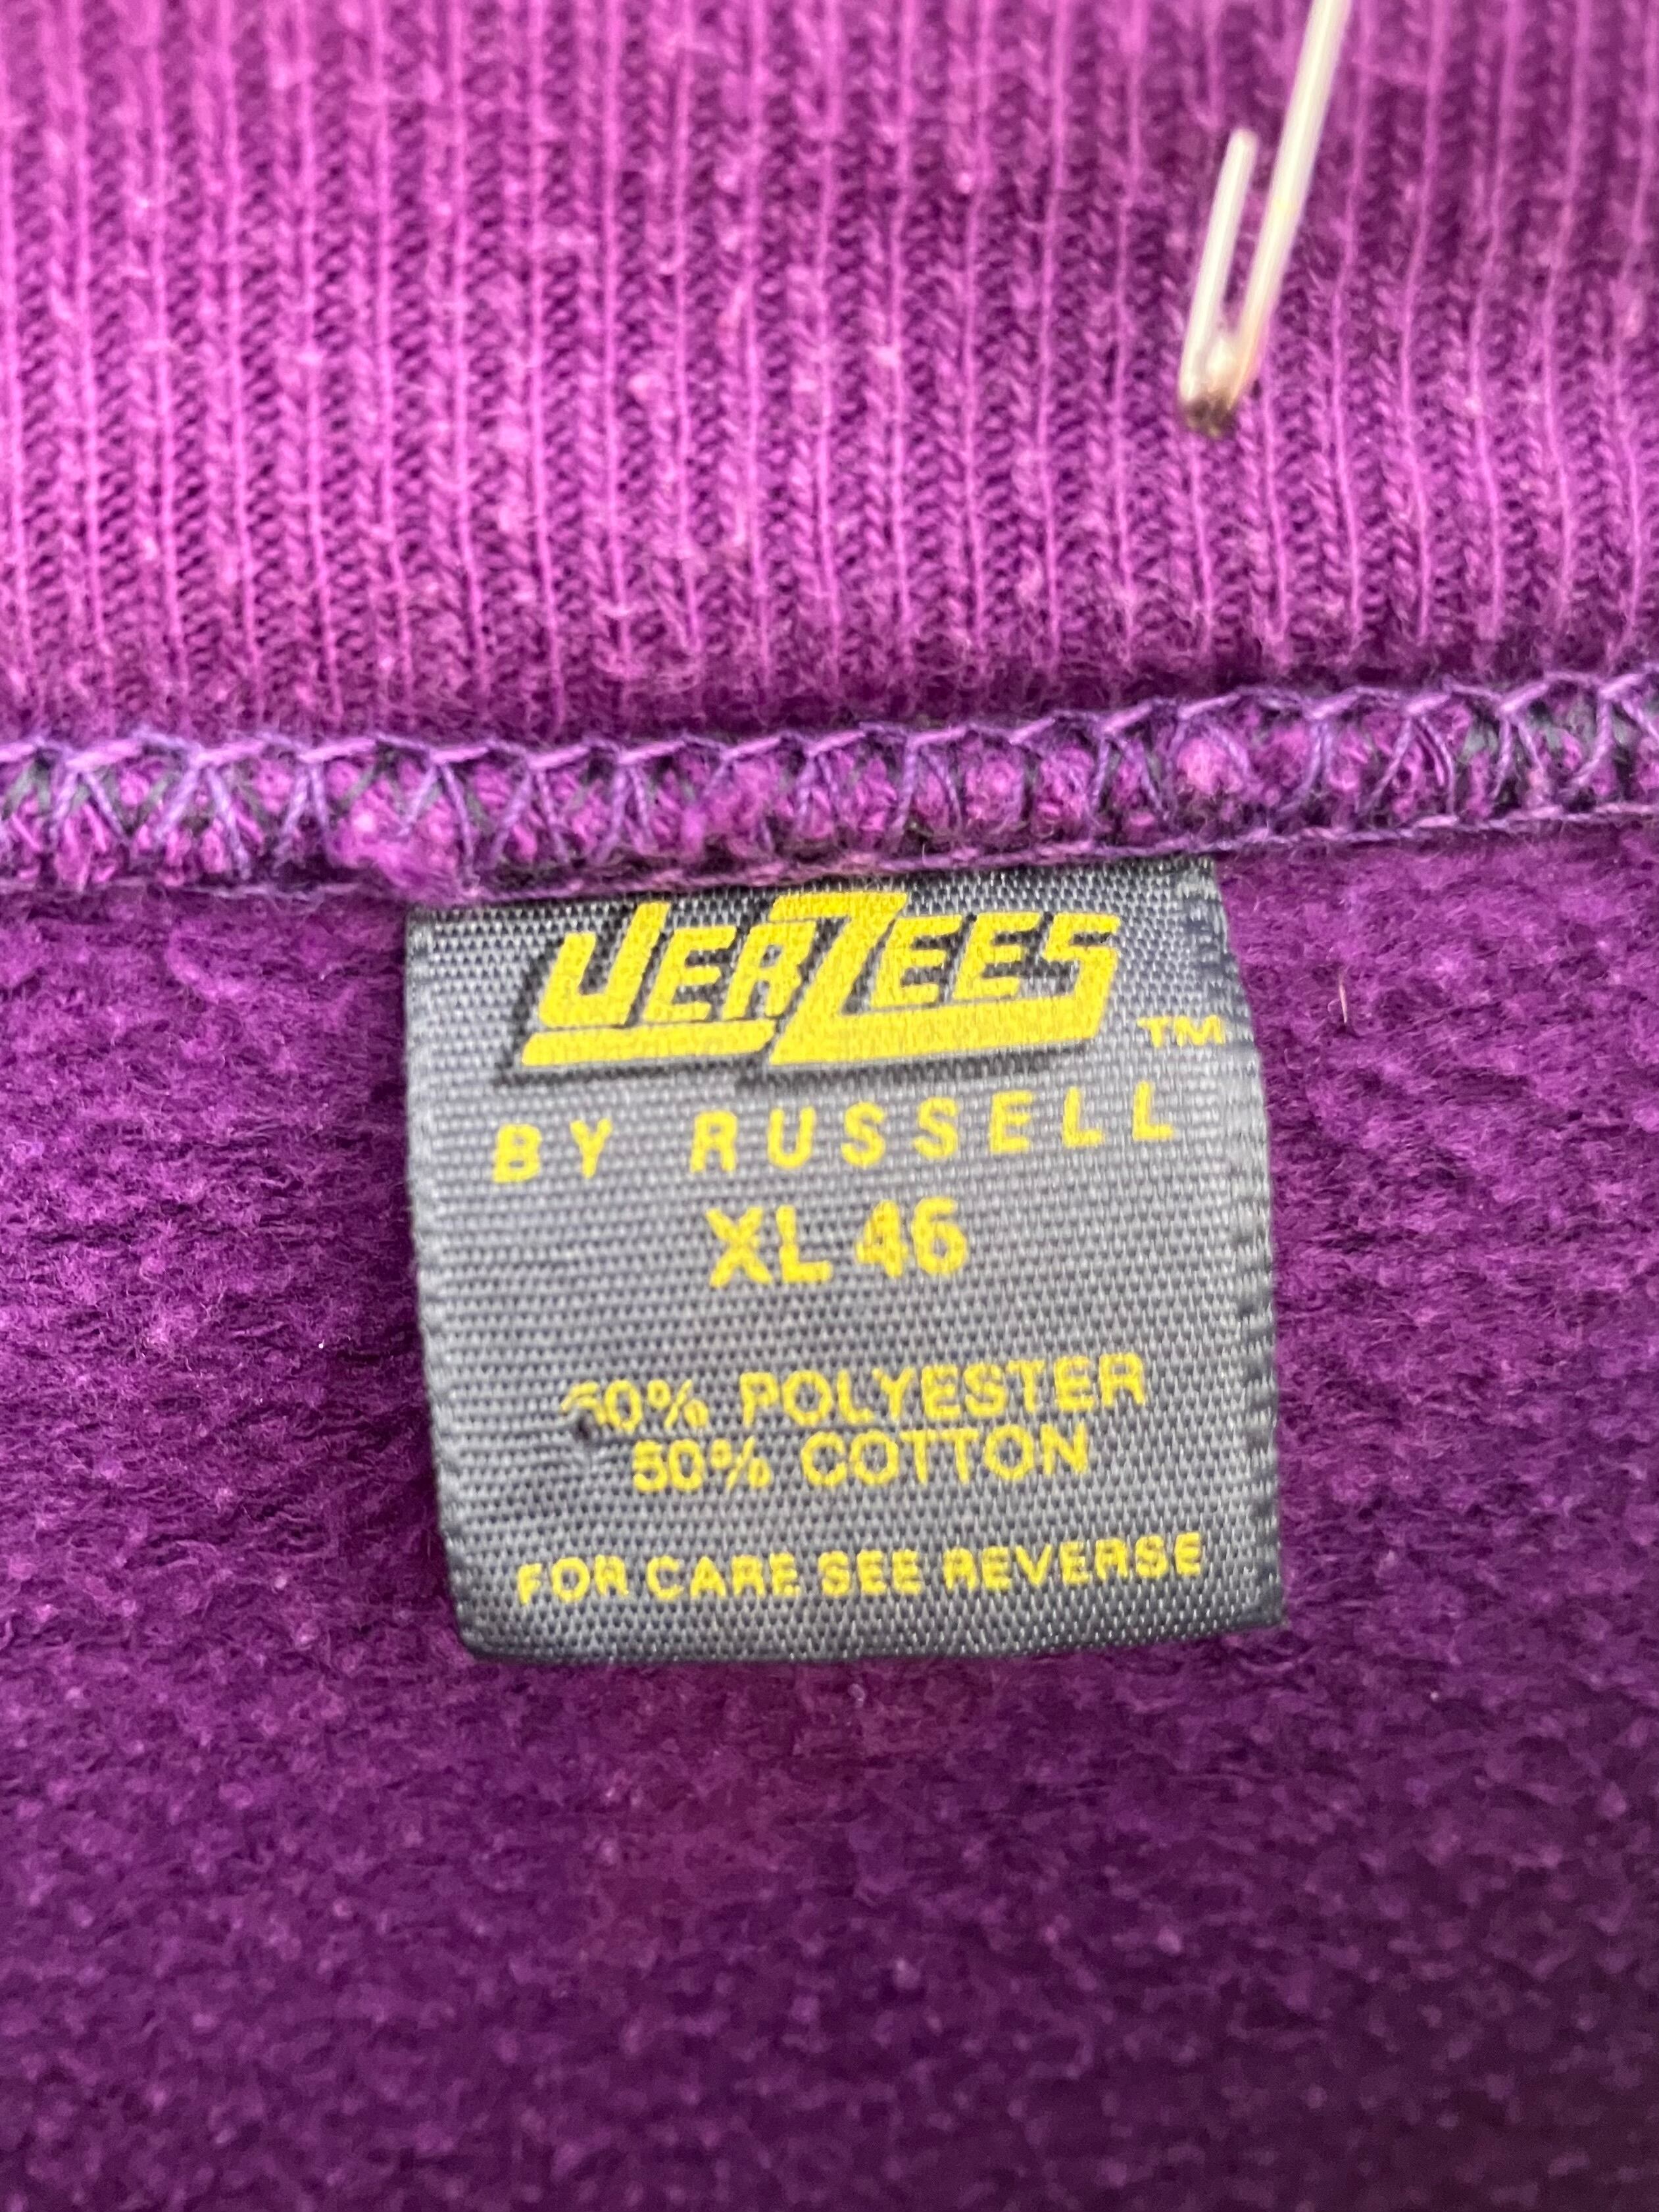 JERZEES TM
BY RUSSELL
XL 46
50% POLYESTER
50% COTTON
FOR CARE SEE REVERSE